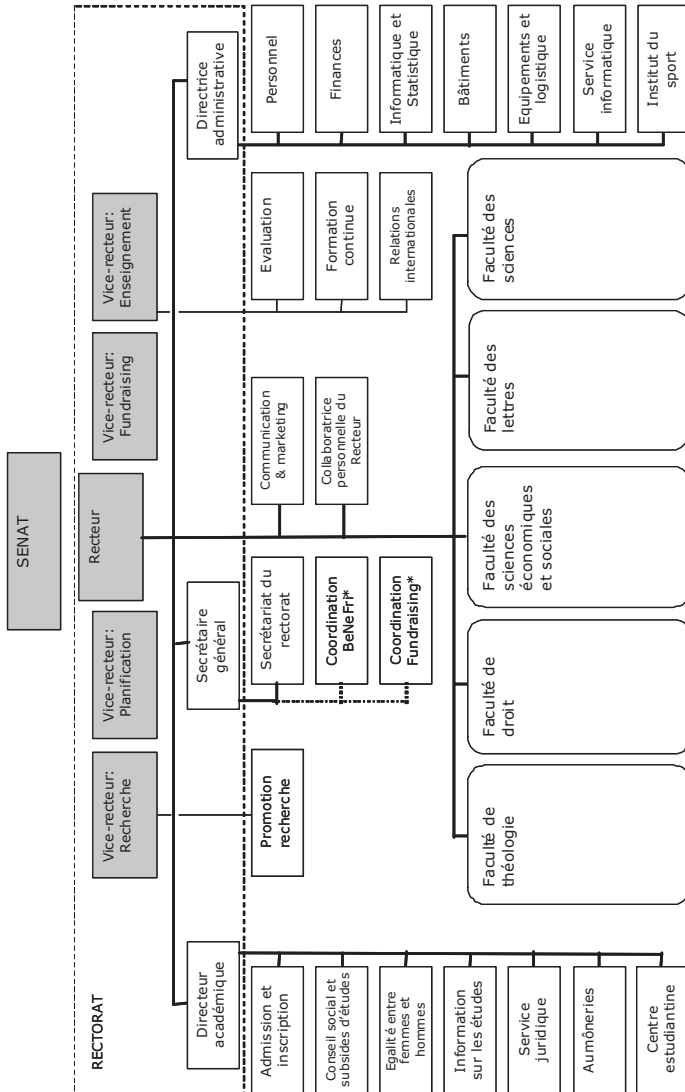 SENAT
RECTORAT
Recteur
Vice-recteur:
Recherche
Vice-recteur:
Planification
Vice-recteur:
Fundraising
Vice-recteur:
Enseignement
Directeur
académique
Secrétaire
général
Directrice
administrative
Admission et
inscription
Conseil social et
subsides d'études
Egalité entre
femmes et
hommes
Information
sur les études
Service
juridique
Aumôneries
Centre
estudiantine
Promotion
recherche
Secrétariat du
rectorat
Coordination
BeNeFri*
Coordination
Fundraising*
Communication
& marketing
Collaboratrice
personnelle du
Recteur
Evaluation
Formation
continue
Relations
internationales
Personnel
Finances
Informatique et
Statistique
Bâtiments
Equipements et
logistique
Service
informatique
Institut du
sport
Faculté de
théologie
Faculté de
droit
Faculté des
sciences
économiques
et sociales
Faculté des
lettres
Faculté des
sciences